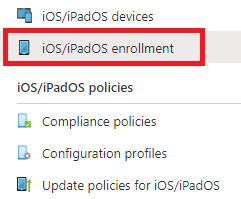 iOS/iPadOS devices
iOS/iPadOS enrollment
iOS/iPadOS policies
Compliance policies
Configuration profiles
Update policies for iOS/iPadOS